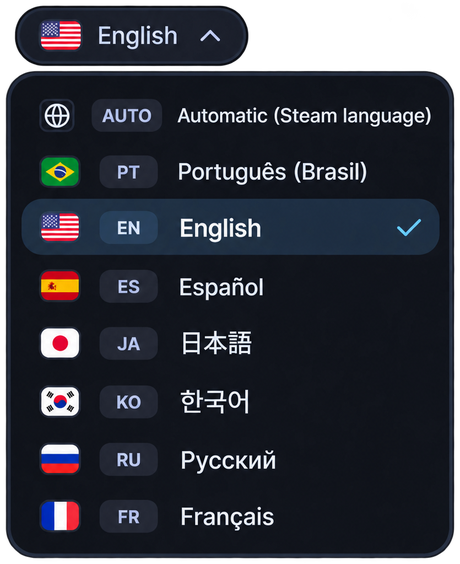 English
AUTO Automatic (Steam language)
PT Português (Brasil)
EN English
ES Español
JA 日本語
KO 한국어
RU Русский
FR Français